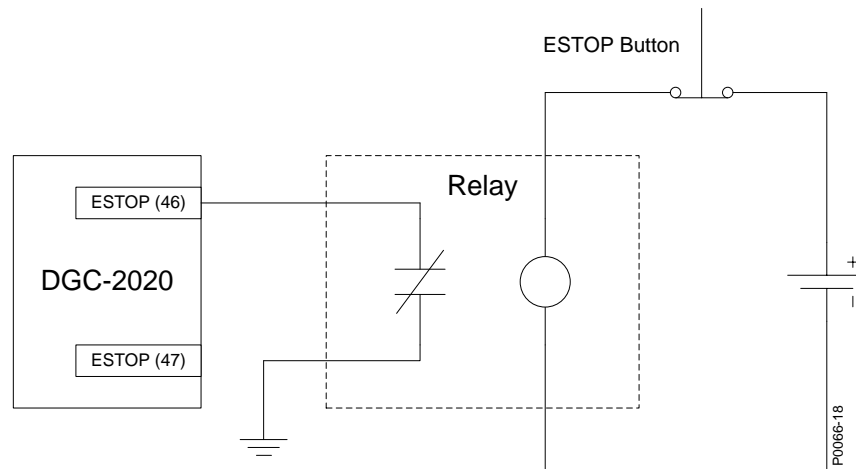 ESTOP Button
Relay
ESTOP (46)
DGC-2020
ESTOP (47)
+
–
P0066-18